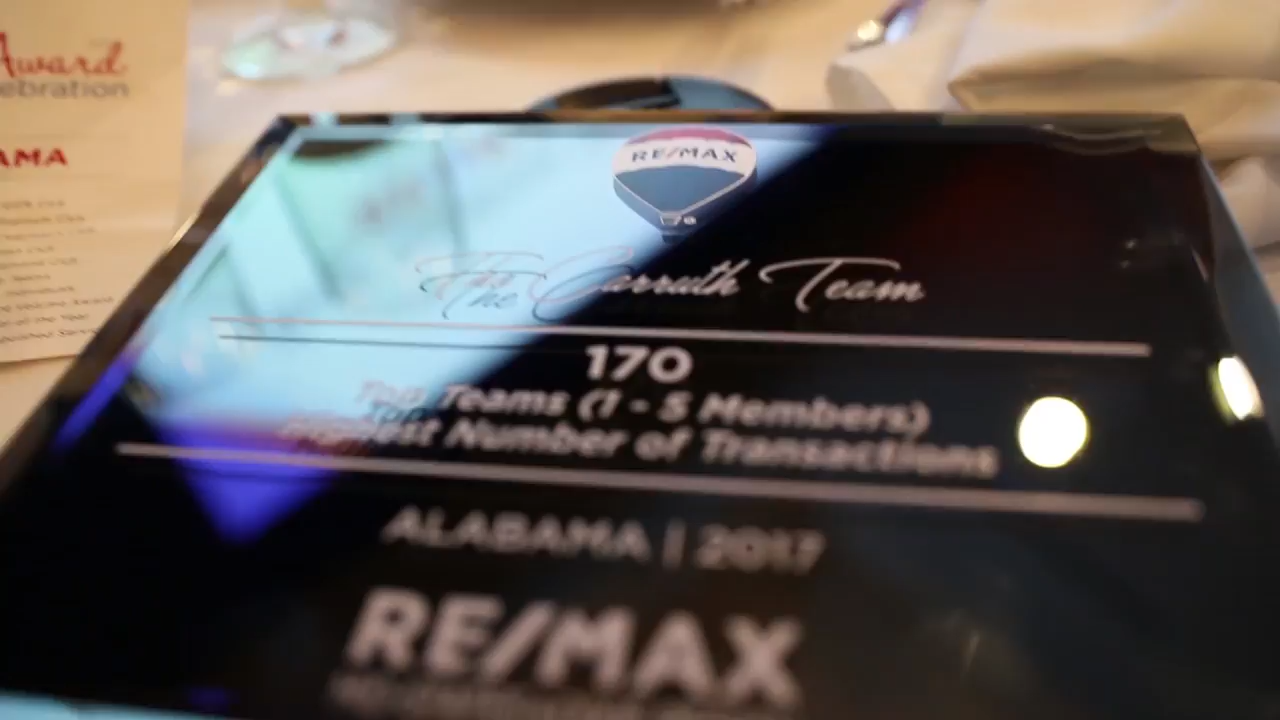 Award
ebration
AMA
RE/MAX
The Carruth Team
170
Top Teams (1 - 5 Members)
Highest Number of Transactions
ALABAMA | 2017
RE/MAX